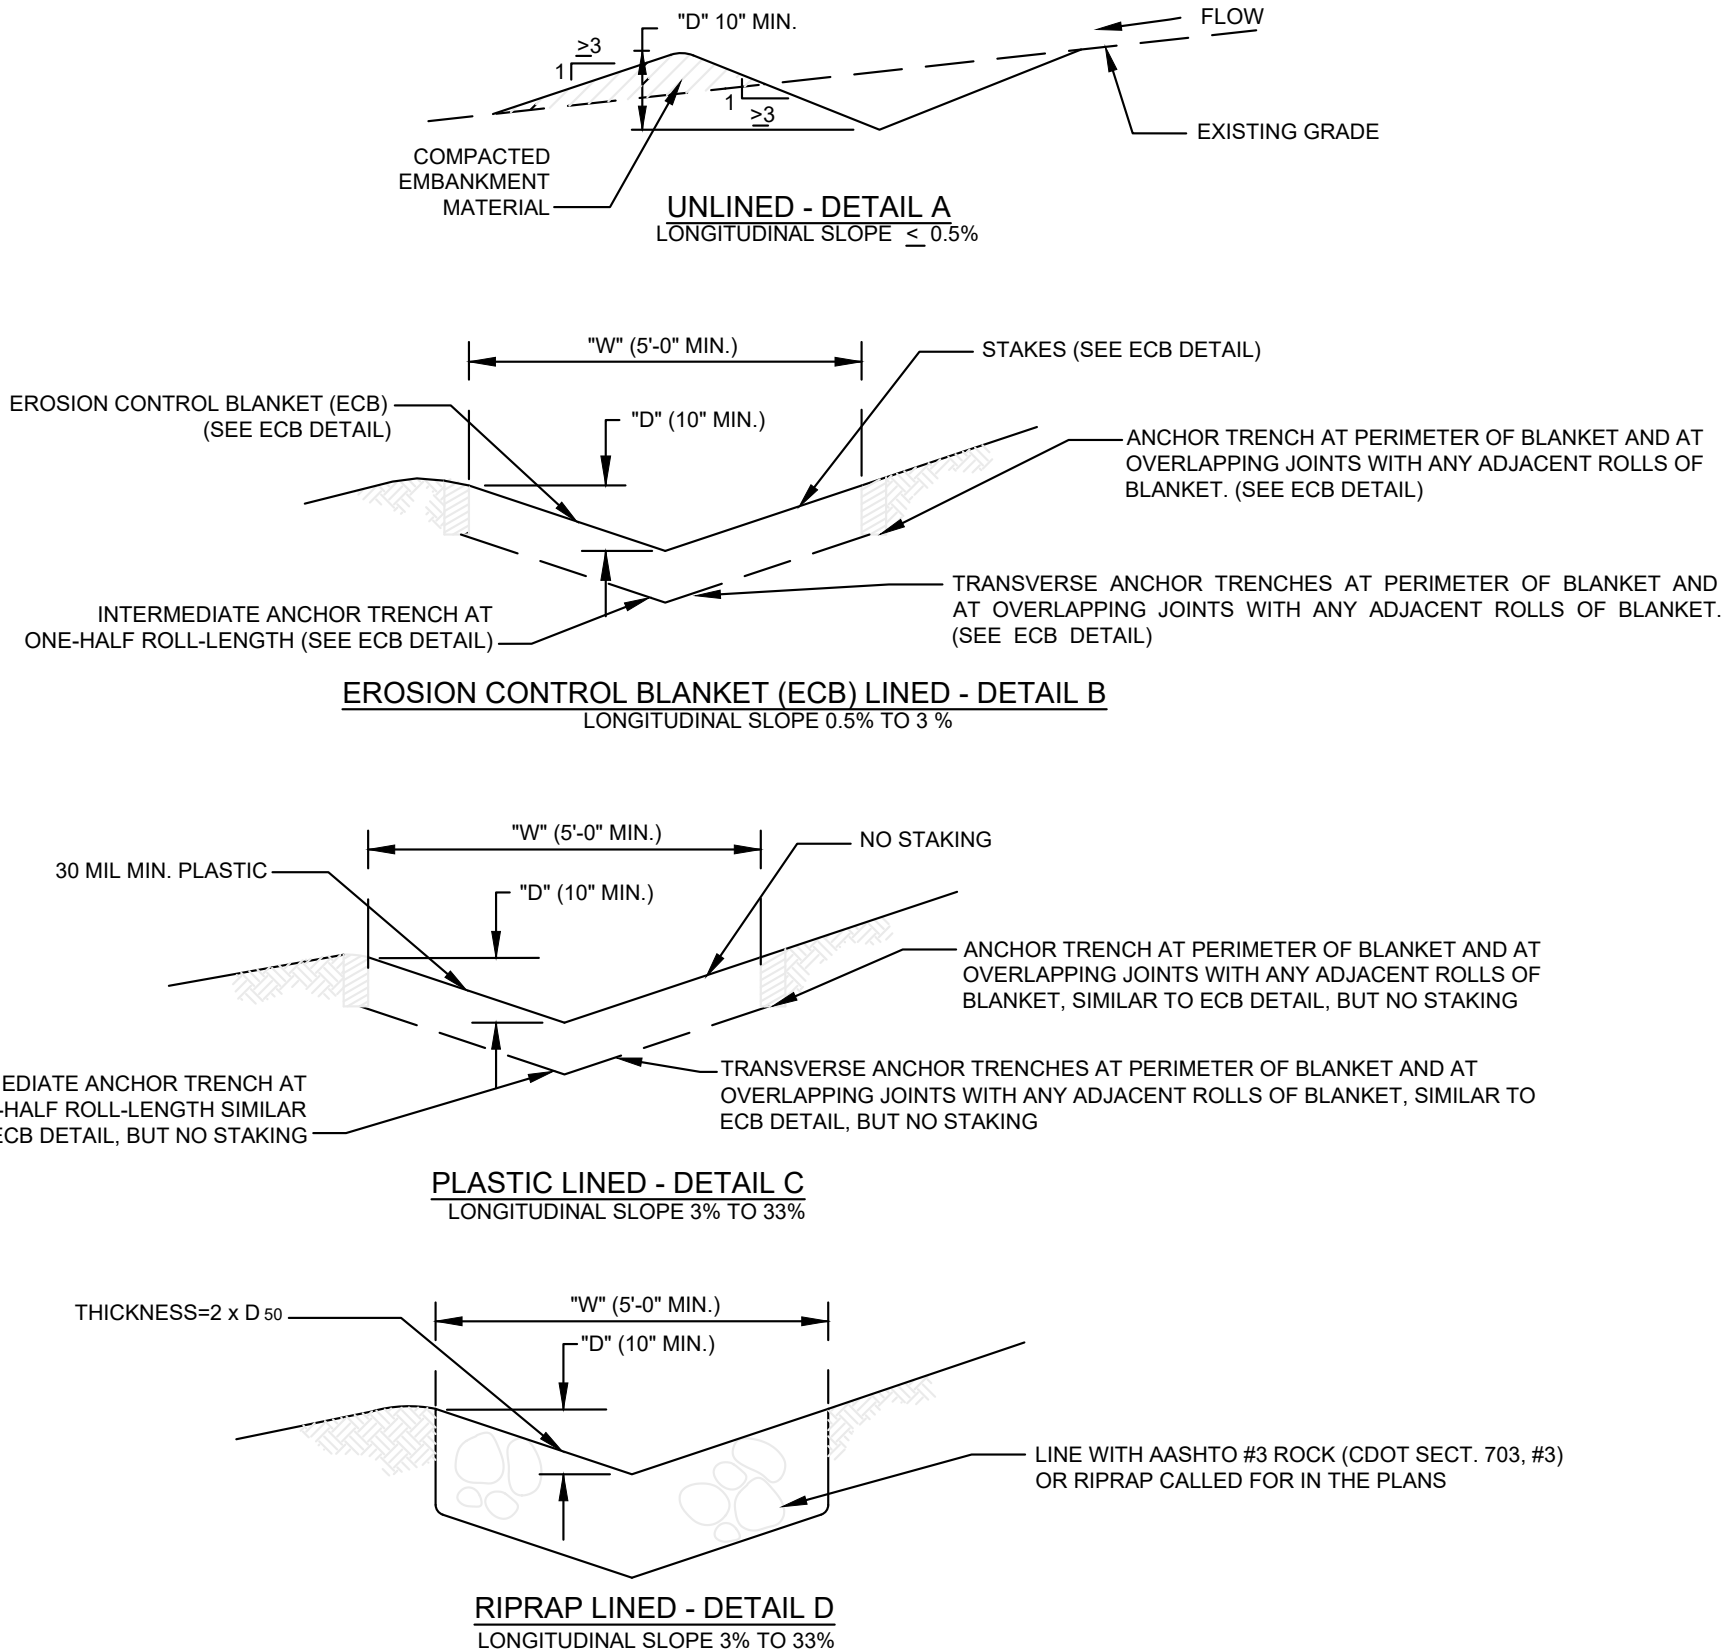 "D" 10" MIN.
FLOW
≥3
1
1
≥3
EXISTING GRADE
COMPACTED
EMBANKMENT
MATERIAL
UNLINED - DETAIL A
LONGITUDINAL SLOPE ≤ 0.5%
"W" (5'-0" MIN.)
STAKES (SEE ECB DETAIL)
EROSION CONTROL BLANKET (ECB)
(SEE ECB DETAIL)
"D" (10" MIN.)
ANCHOR TRENCH AT PERIMETER OF BLANKET AND AT
OVERLAPPING JOINTS WITH ANY ADJACENT ROLLS OF
BLANKET. (SEE ECB DETAIL)
TRANSVERSE ANCHOR TRENCHES AT PERIMETER OF BLANKET AND
AT OVERLAPPING JOINTS WITH ANY ADJACENT ROLLS OF BLANKET.
(SEE ECB DETAIL)
INTERMEDIATE ANCHOR TRENCH AT
ONE-HALF ROLL-LENGTH (SEE ECB DETAIL)
EROSION CONTROL BLANKET (ECB) LINED - DETAIL B
LONGITUDINAL SLOPE 0.5% TO 3 %
"W" (5'-0" MIN.)
NO STAKING
30 MIL MIN. PLASTIC
"D" (10" MIN.)
ANCHOR TRENCH AT PERIMETER OF BLANKET AND AT
OVERLAPPING JOINTS WITH ANY ADJACENT ROLLS OF
BLANKET, SIMILAR TO ECB DETAIL, BUT NO STAKING
EDIATE ANCHOR TRENCH AT
-HALF ROLL-LENGTH SIMILAR
ECB DETAIL, BUT NO STAKING
TRANSVERSE ANCHOR TRENCHES AT PERIMETER OF BLANKET AND AT
OVERLAPPING JOINTS WITH ANY ADJACENT ROLLS OF BLANKET, SIMILAR TO
ECB DETAIL, BUT NO STAKING
PLASTIC LINED - DETAIL C
LONGITUDINAL SLOPE 3% TO 33%
THICKNESS=2 x D 50
"W" (5'-0" MIN.)
"D" (10" MIN.)
LINE WITH AASHTO #3 ROCK (CDOT SECT. 703, #3)
OR RIPRAP CALLED FOR IN THE PLANS
RIPRAP LINED - DETAIL D
LONGITUDINAL SLOPE 3% TO 33%